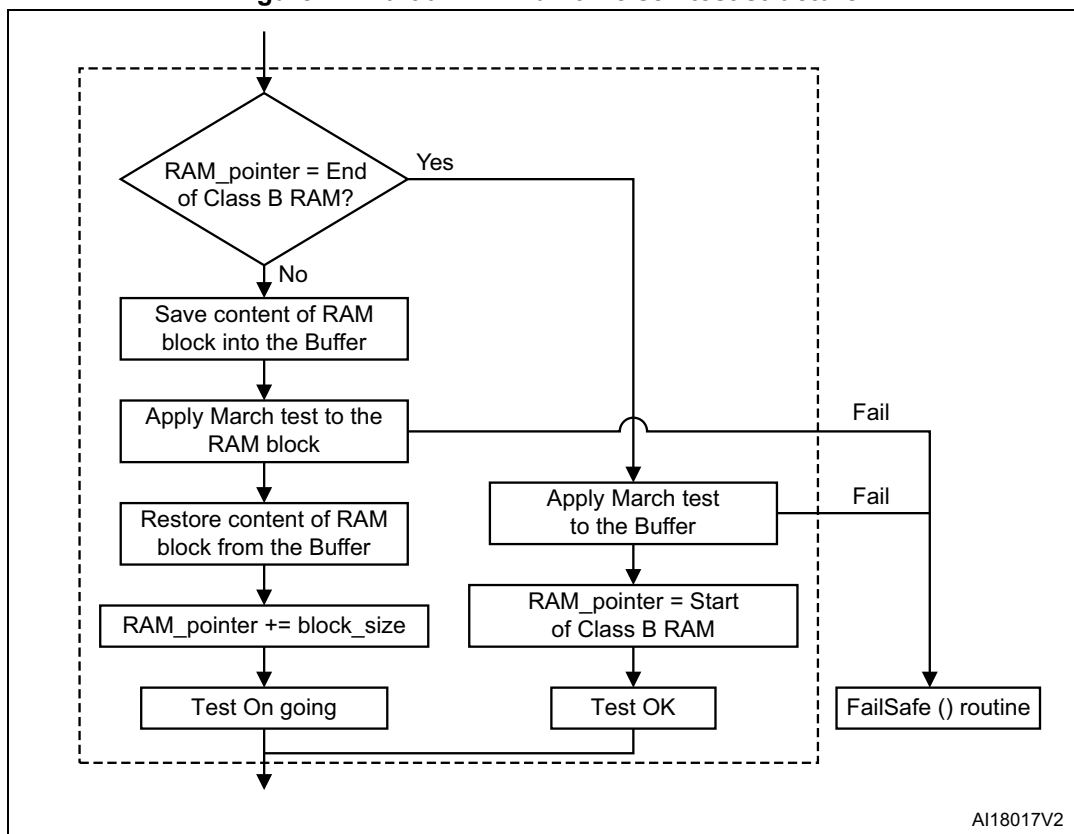 RAM_pointer = End
of Class B RAM?
Yes
No
Save content of RAM
block into the Buffer
Apply March test to the
RAM block
Fail
Restore content of RAM
block from the Buffer
Apply March test
to the Buffer
Fail
RAM_pointer += block_size
RAM_pointer = Start
of Class B RAM
Test On going
Test OK
FailSafe () routine
AI18017V2